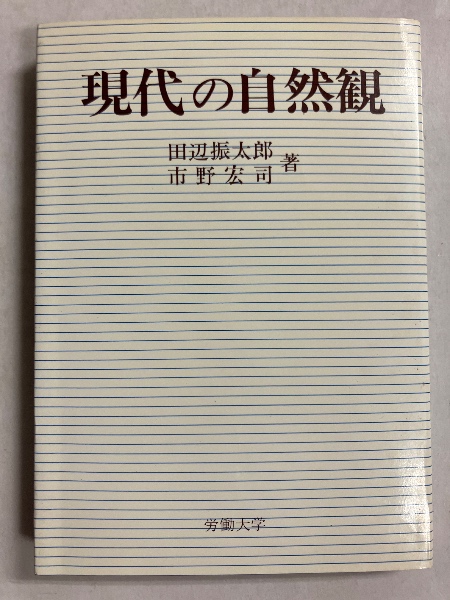 現代の自然観
田辺振太郎
市野宏司 著
労働大学